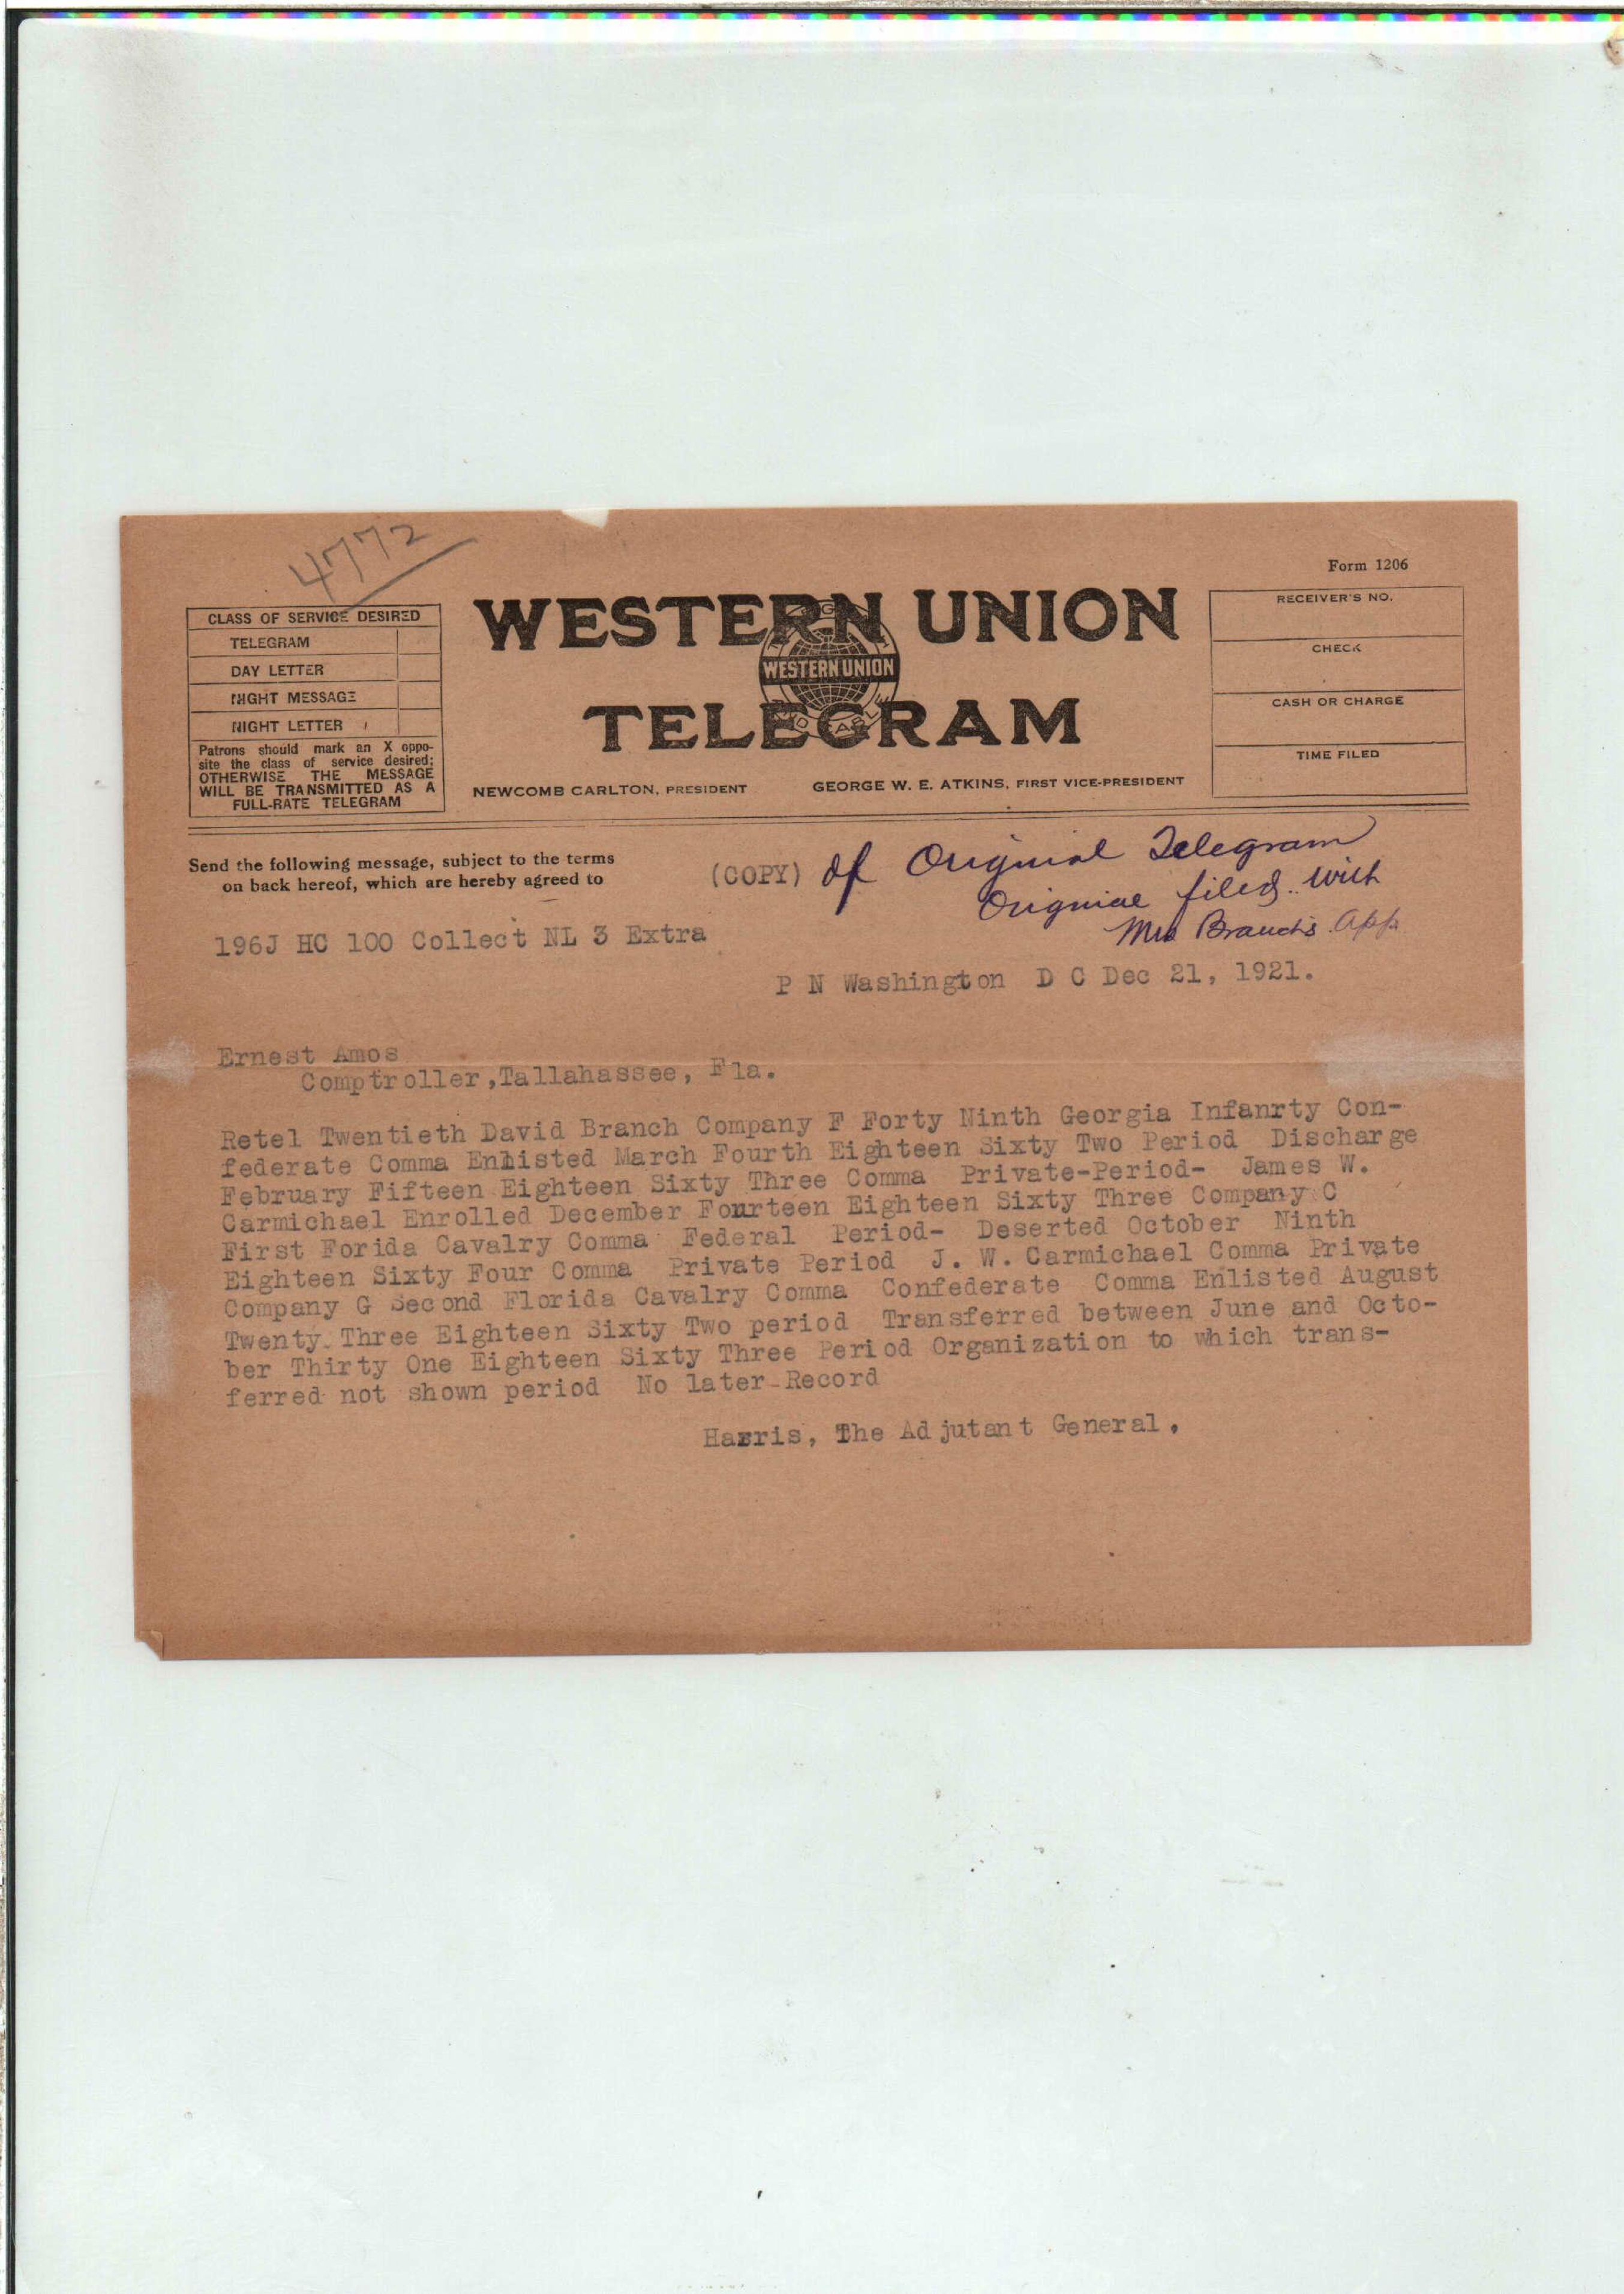 4772
Form 1206
CLASS OF SERVICE DESIRED
TELEGRAM
DAY LETTER
NIGHT MESSAGE
NIGHT LETTER
Patrons should mark an X oppo-
site the class of service desired;
OTHERWISE THE MESSAGE
WILL BE TRANSMITTED AS A
FULL-RATE TELEGRAM
WESTERN UNION
WESTERN UNION
TELEGRAM
NEWCOMB CARLTON, PRESIDENT
GEORGE W. E. ATKINS, FIRST VICE-PRESIDENT
RECEIVER'S NO.
CHECK
CASH OR CHARGE
TIME FILED
Send the following message, subject to the terms
on back hereof, which are hereby agreed to
(COPY) of Original Telegram
Original filed with
Mrs Branch's App
196J HC 100 Collect NL 3 Extra
P N Washington D C Dec 21, 1921.
Ernest Amos
Comptroller,Tallahassee, Fla.
Retel Twentieth David Branch Company F Forty Ninth Georgia Infanrty Con-
federate Comma Enlisted March Fourth Eighteen Sixty Two Period Discharge
February Fifteen Eighteen Sixty Three Comma Private-Period- James W.
Carmichael Enrolled December Fourteen Eighteen Sixty Three Company C
First Forida Cavalry Comma Federal Period- Deserted October Ninth
Eighteen Sixty Four Comma Private Period J. W. Carmichael Comma Private
Company G Second Florida Cavalry Comma Confederate Comma Enlisted August
Twenty Three Eighteen Sixty Two period Transferred between June and Octo-
ber Thirty One Eighteen Sixty Three Period Organization to which trans-
ferred not shown period No later Record
Harris, The Adjutant General.